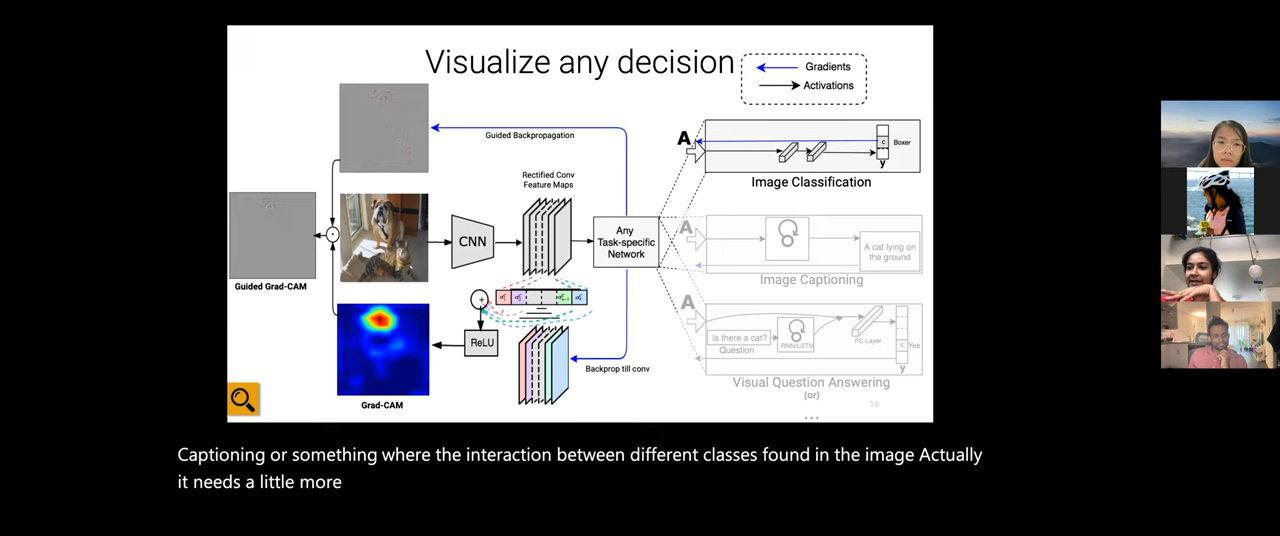 Visualize any decision
Gradients
Activations
Guided Backpropagation
A
c
Boxer
y
Image Classification
Rectified Conv
Feature Maps
CNN
Any
Task-specific
Network
Guided Grad-CAM
A
A cat lying on
the ground
Image Captioning
+
ReLU
Backprop till conv
Grad-CAM
A
Is there a cat?
Question
RNN/LSTM
FC Layer
c
Yes
y
Visual Question Answering
(or)
16
...
Captioning or something where the interaction between different classes found in the image Actually
it needs a little more